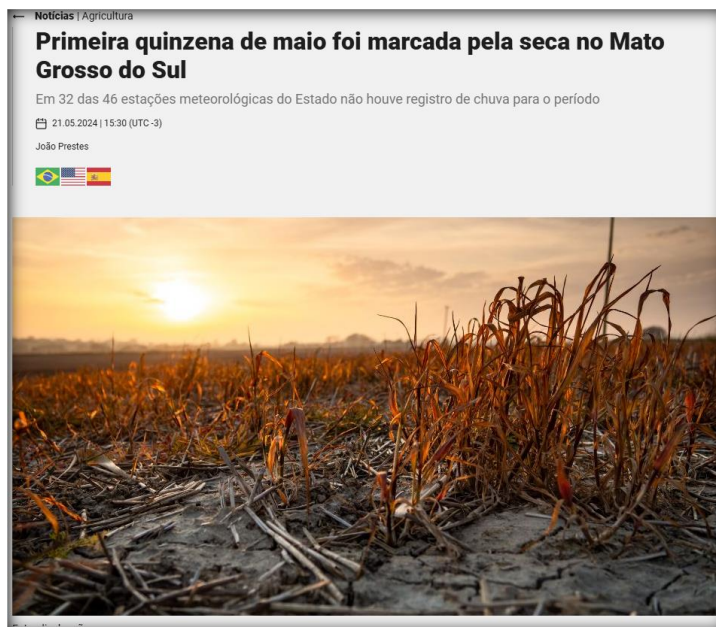 ← Notícias | Agricultura
Primeira quinzena de maio foi marcada pela seca no Mato
Grosso do Sul
Em 32 das 46 estações meteorológicas do Estado não houve registro de chuva para o período
21.05.2024 | 15:30 (UTC -3)
João Prestes